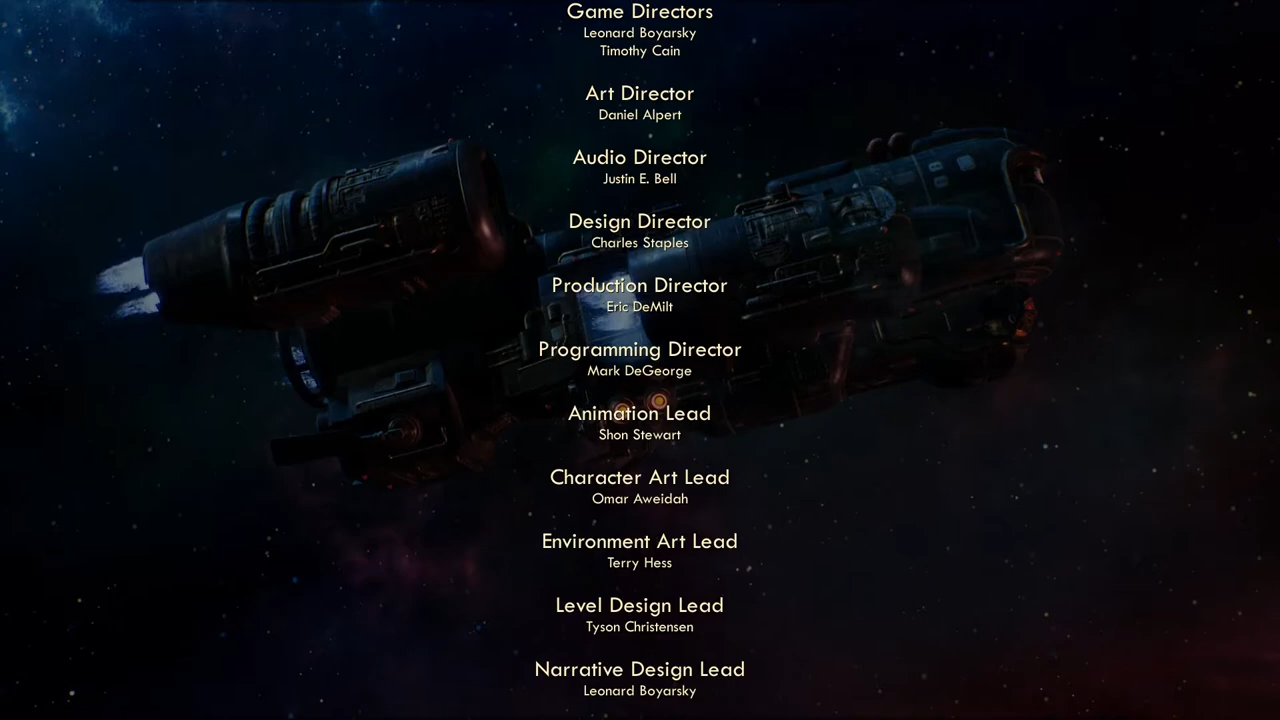 Game Directors
Leonard Boyarsky
Timothy Cain
Art Director
Daniel Alpert
Audio Director
Justin E. Bell
Design Director
Charles Staples
Production Director
Eric DeMilt
Programming Director
Mark DeGeorge
Animation Lead
Shon Stewart
Character Art Lead
Omar Aweidah
Environment Art Lead
Terry Hess
Level Design Lead
Tyson Christensen
Narrative Design Lead
Leonard Boyarsky